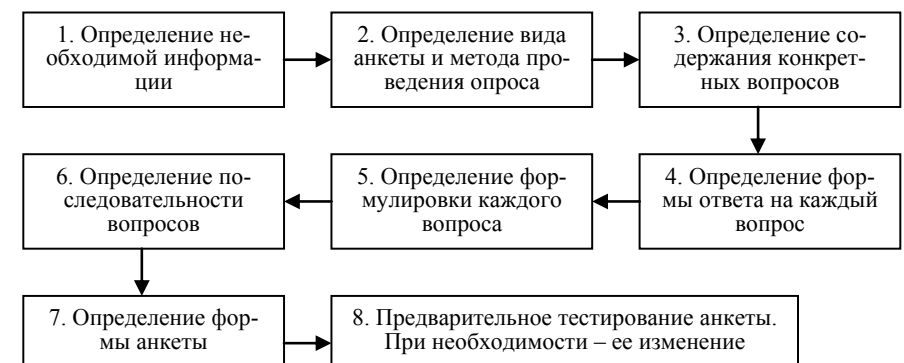 1. Определение не-
обходимой информа-
ции
2. Определение вида
анкеты и метода про-
ведения опроса
3. Определение со-
держания конкрет-
ных вопросов
4. Определение фор-
мы ответа на каждый
вопрос
5. Определение фор-
мулировки каждого
вопроса
6. Определение по-
следовательности
вопросов
7. Определение фор-
мы анкеты
8. Предварительное тестирование анкеты.
При необходимости – ее изменение